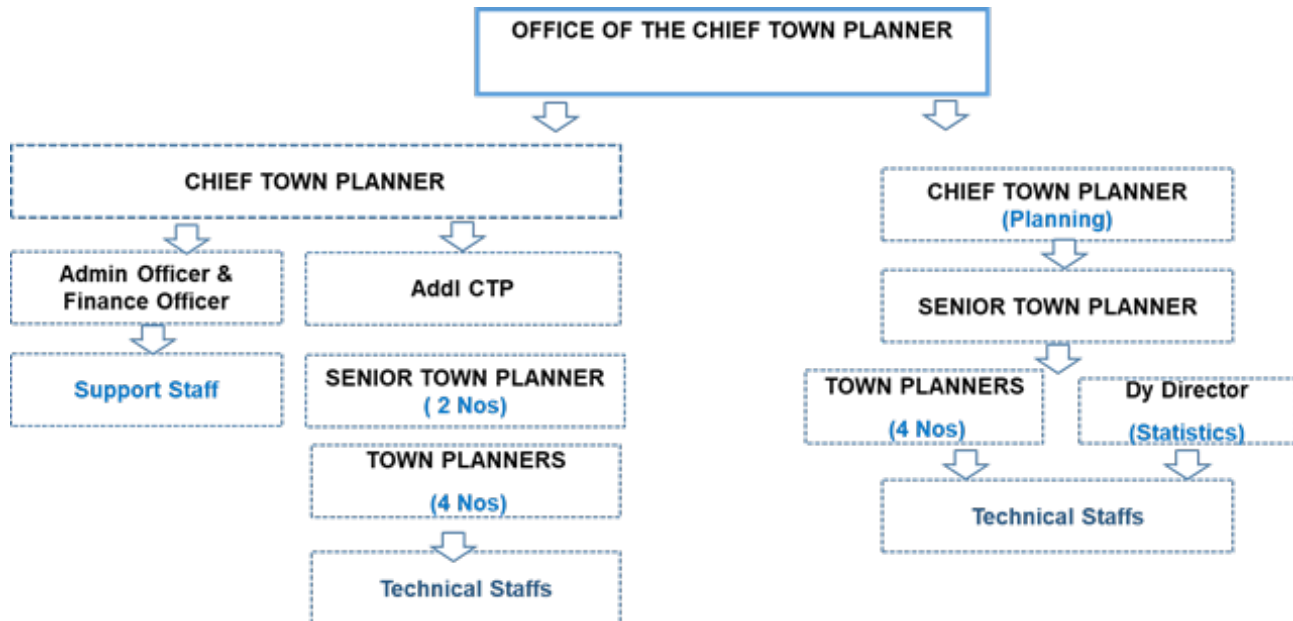 OFFICE OF THE CHIEF TOWN PLANNER
CHIEF TOWN PLANNER
Admin Officer &
Finance Officer
Support Staff
Addl CTP
SENIOR TOWN PLANNER
( 2 Nos)
TOWN PLANNERS
(4 Nos)
Technical Staffs
CHIEF TOWN PLANNER
(Planning)
SENIOR TOWN PLANNER
TOWN PLANNERS
(4 Nos)
Dy Director
(Statistics)
Technical Staffs